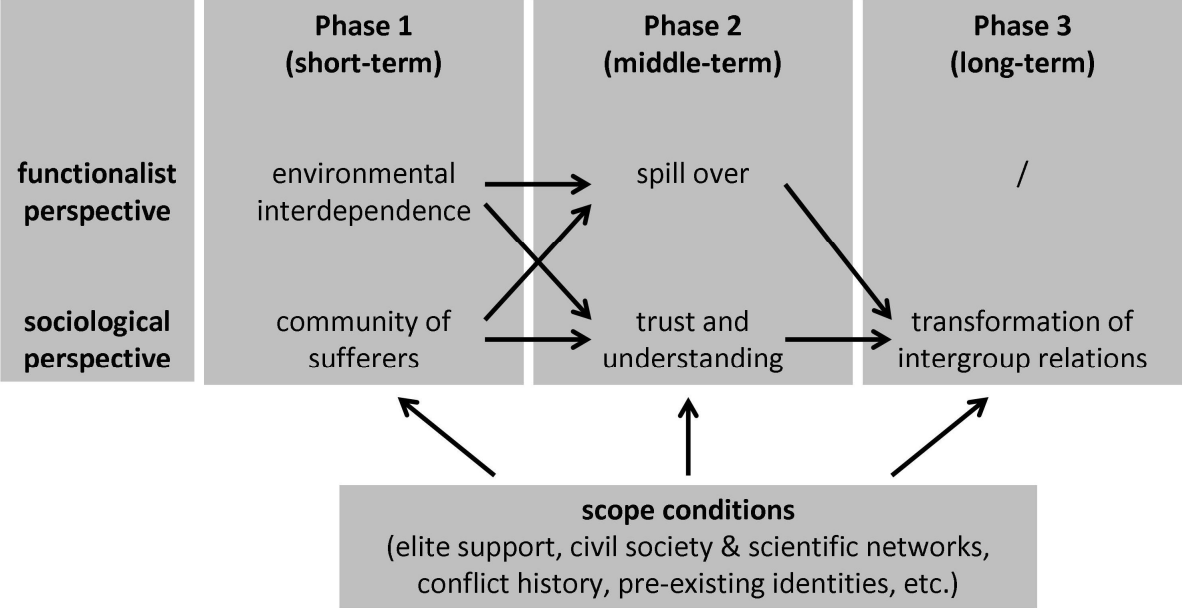 Phase 1
(short-term)
Phase 2
(middle-term)
Phase 3
(long-term)
functionalist
perspective
environmental
interdependence
spill over
/
sociological
perspective
community of
sufferers
trust and
understanding
transformation of
intergroup relations
scope conditions
(elite support, civil society & scientific networks,
conflict history, pre-existing identities, etc.)